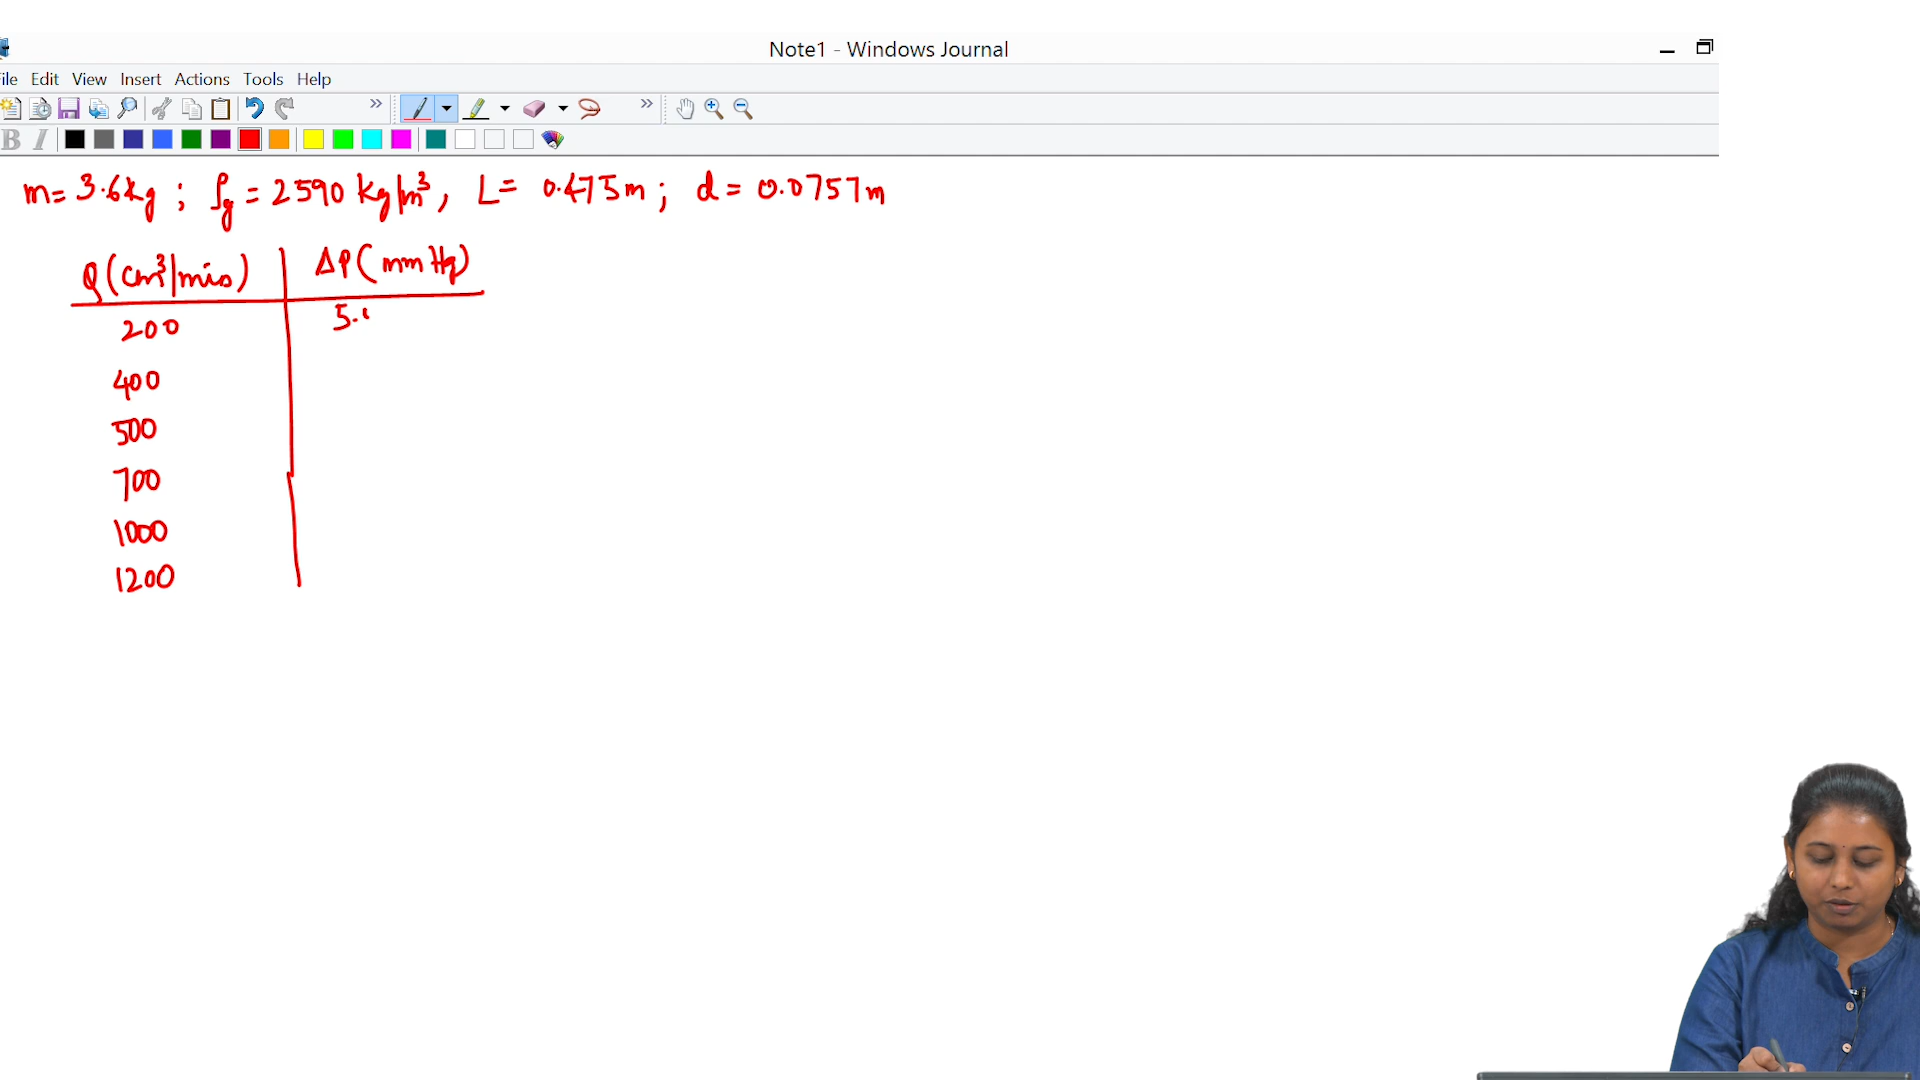 Note1 - Windows Journal
ile Edit View Insert Actions Tools Help
B I
m = 3.6 kg ; ρg = 2590 kg/m³, L = 0.475 m ; d = 0.0757 m
Q (cm³/min) ΔP (mm Hg)
200 5.
400
500
700
1000
1200